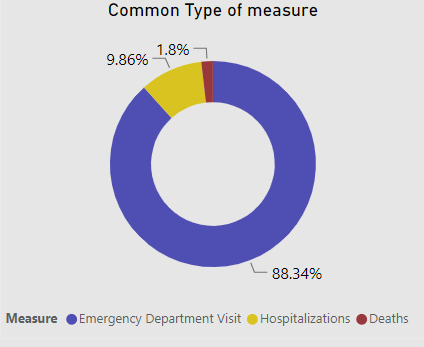 Common Type of measure
1.8%
9.86%
88.34%
Measure Emergency Department Visit Hospitalizations Deaths